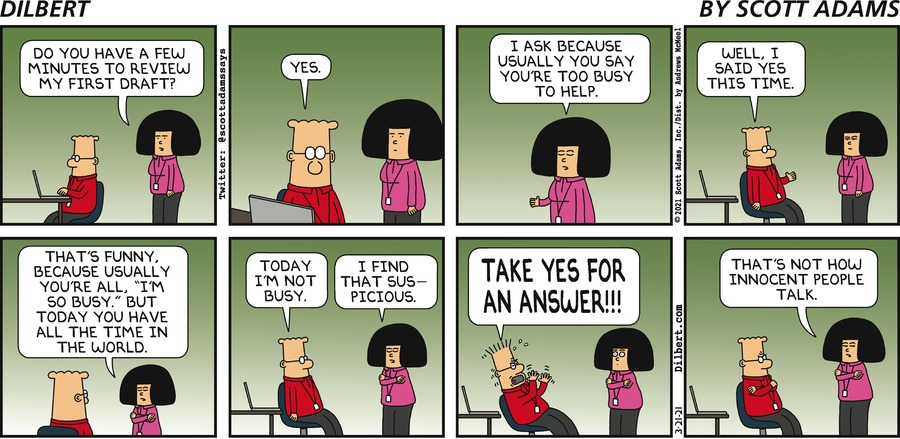 DILBERT
BY SCOTT ADAMS
DO YOU HAVE A FEW
MINUTES TO REVIEW
MY FIRST DRAFT?
Twitter: @scottadamssays
YES.
I ASK BECAUSE
USUALLY YOU SAY
YOU'RE TOO BUSY
TO HELP.
©2021 Scott Adams, Inc./Dist. by Andrews McMeel
WELL, I
SAID YES
THIS TIME.
THAT'S FUNNY,
BECAUSE USUALLY
YOU'RE ALL, "I'M
SO BUSY." BUT
TODAY YOU HAVE
ALL THE TIME IN
THE WORLD.
TODAY
I'M NOT
BUSY.
I FIND
THAT SUS-
PICIOUS.
TAKE YES FOR
AN ANSWER!!!
3-21-21 Dilbert.com
THAT'S NOT HOW
INNOCENT PEOPLE
TALK.